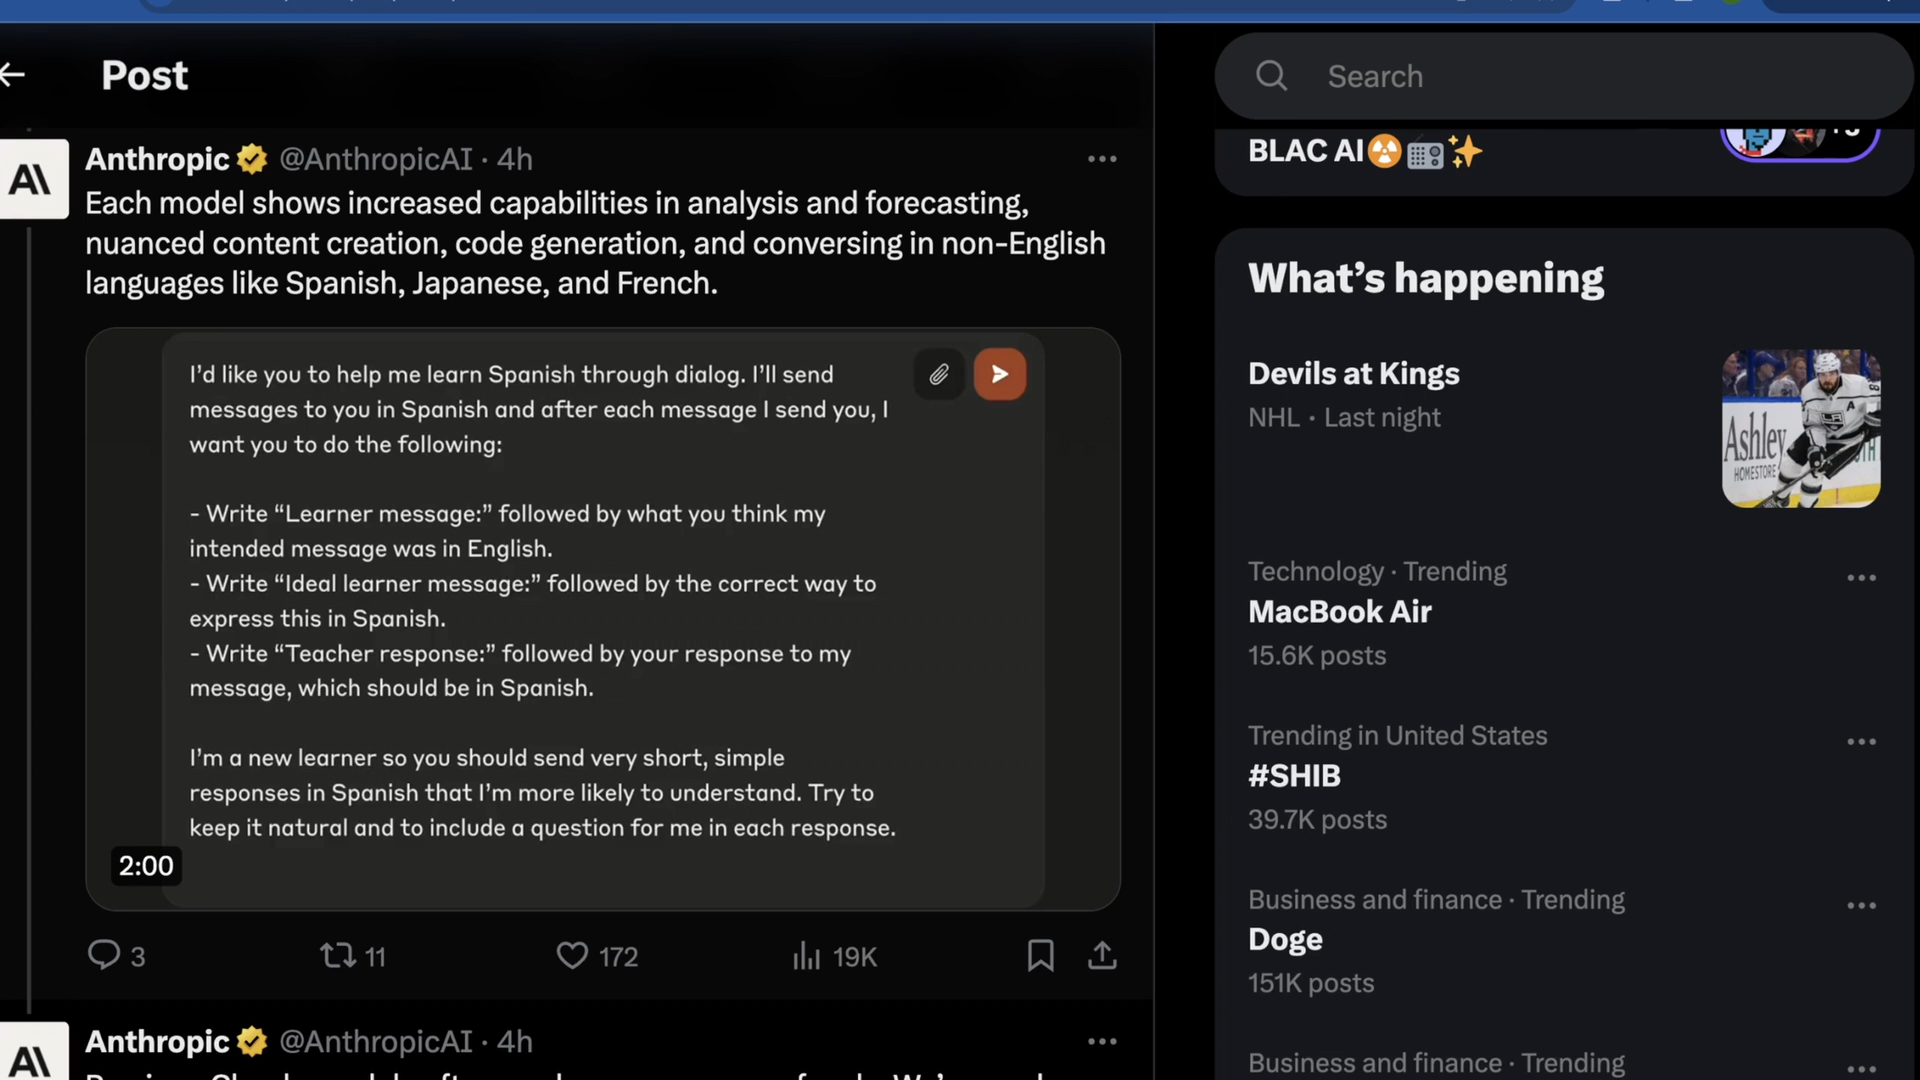 Post
Anthropic @AnthropicAI · 4h
Each model shows increased capabilities in analysis and forecasting,
nuanced content creation, code generation, and conversing in non-English
languages like Spanish, Japanese, and French.
I'd like you to help me learn Spanish through dialog. I'll send
messages to you in Spanish and after each message I send you, I
want you to do the following:
- Write “Learner message:” followed by what you think my
intended message was in English.
- Write “Ideal learner message:” followed by the correct way to
express this in Spanish.
- Write “Teacher response:” followed by your response to my
message, which should be in Spanish.
I'm a new learner so you should send very short, simple
responses in Spanish that I'm more likely to understand. Try to
keep it natural and to include a question for me in each response.
2:00
3 11 172 19K
Anthropic @AnthropicAI · 4h
Search
BLAC AI
What’s happening
Devils at Kings
NHL · Last night
Ashley
HOMESTORE
Technology · Trending
MacBook Air
15.6K posts
Trending in United States
#SHIB
39.7K posts
Business and finance · Trending
Doge
151K posts
Business and finance · Trending